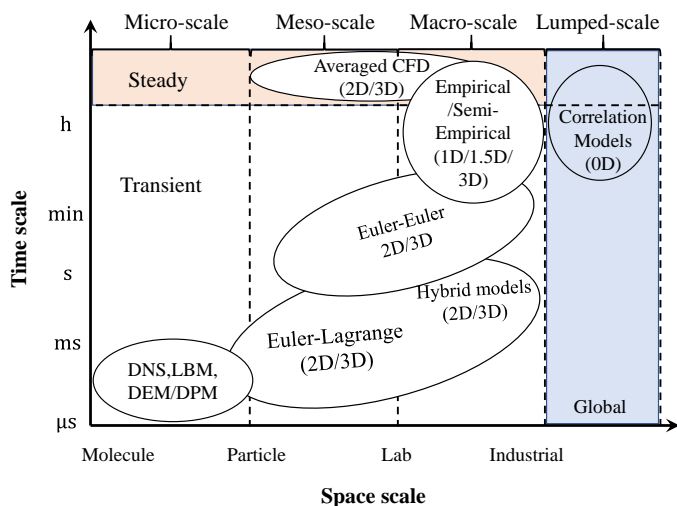 Micro-scale Meso-scale Macro-scale Lumped-scale
Steady
Averaged CFD
(2D/3D)
Empirical
/Semi-
Empirical
(1D/1.5D/
3D)
Correlation
Models
(0D)
Transient
Euler-Euler
2D/3D
Hybrid models
(2D/3D)
Euler-Lagrange
(2D/3D)
DNS,LBM,
DEM/DPM
Global
h
min
s
ms
μs
Time scale
Molecule Particle Lab Industrial
Space scale